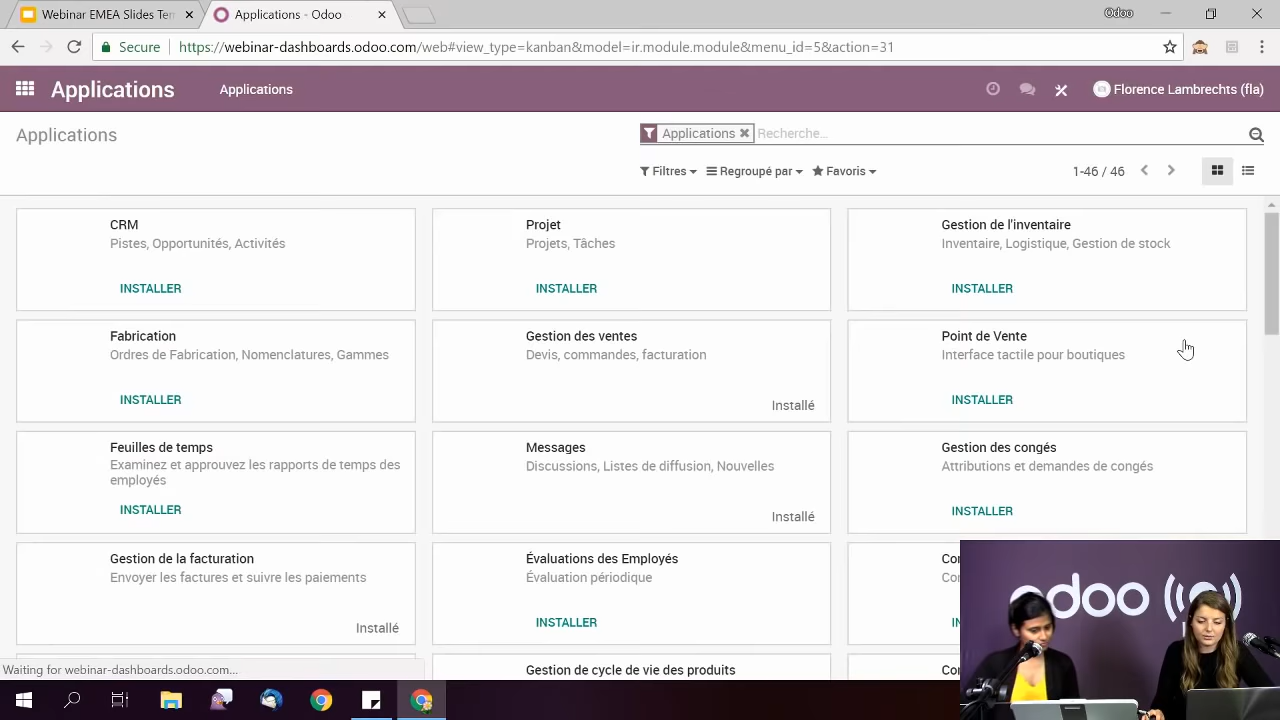 Webinar EMEA Slides Ter
Applications - Odoo
Odoo
Secure
https://webinar-dashboards.odoo.com/web#view_type=kanban&model=ir.module.module&menu_id=5&action=31
Applications
Applications
Florence Lambrechts (fla)
Applications
Applications
Recherche...
Filtres
Regroupé par
Favoris
1-46 / 46
CRM
Pistes, Opportunités, Activités
INSTALLER
Projet
Projets, Tâches
INSTALLER
Gestion de l'inventaire
Inventaire, Logistique, Gestion de stock
INSTALLER
Fabrication
Ordres de Fabrication, Nomenclatures, Gammes
INSTALLER
Gestion des ventes
Devis, commandes, facturation
Installé
Point de Vente
Interface tactile pour boutiques
INSTALLER
Feuilles de temps
Examinez et approuvez les rapports de temps des
employés
INSTALLER
Messages
Discussions, Listes de diffusion, Nouvelles
Installé
Gestion des congés
Attributions et demandes de congés
INSTALLER
Gestion de la facturation
Envoyer les factures et suivre les paiements
Installé
Évaluations des Employés
Évaluation périodique
INSTALLER
Gestion de cycle de vie des produits
Waiting for webinar-dashboards.odoo.com...
odoo